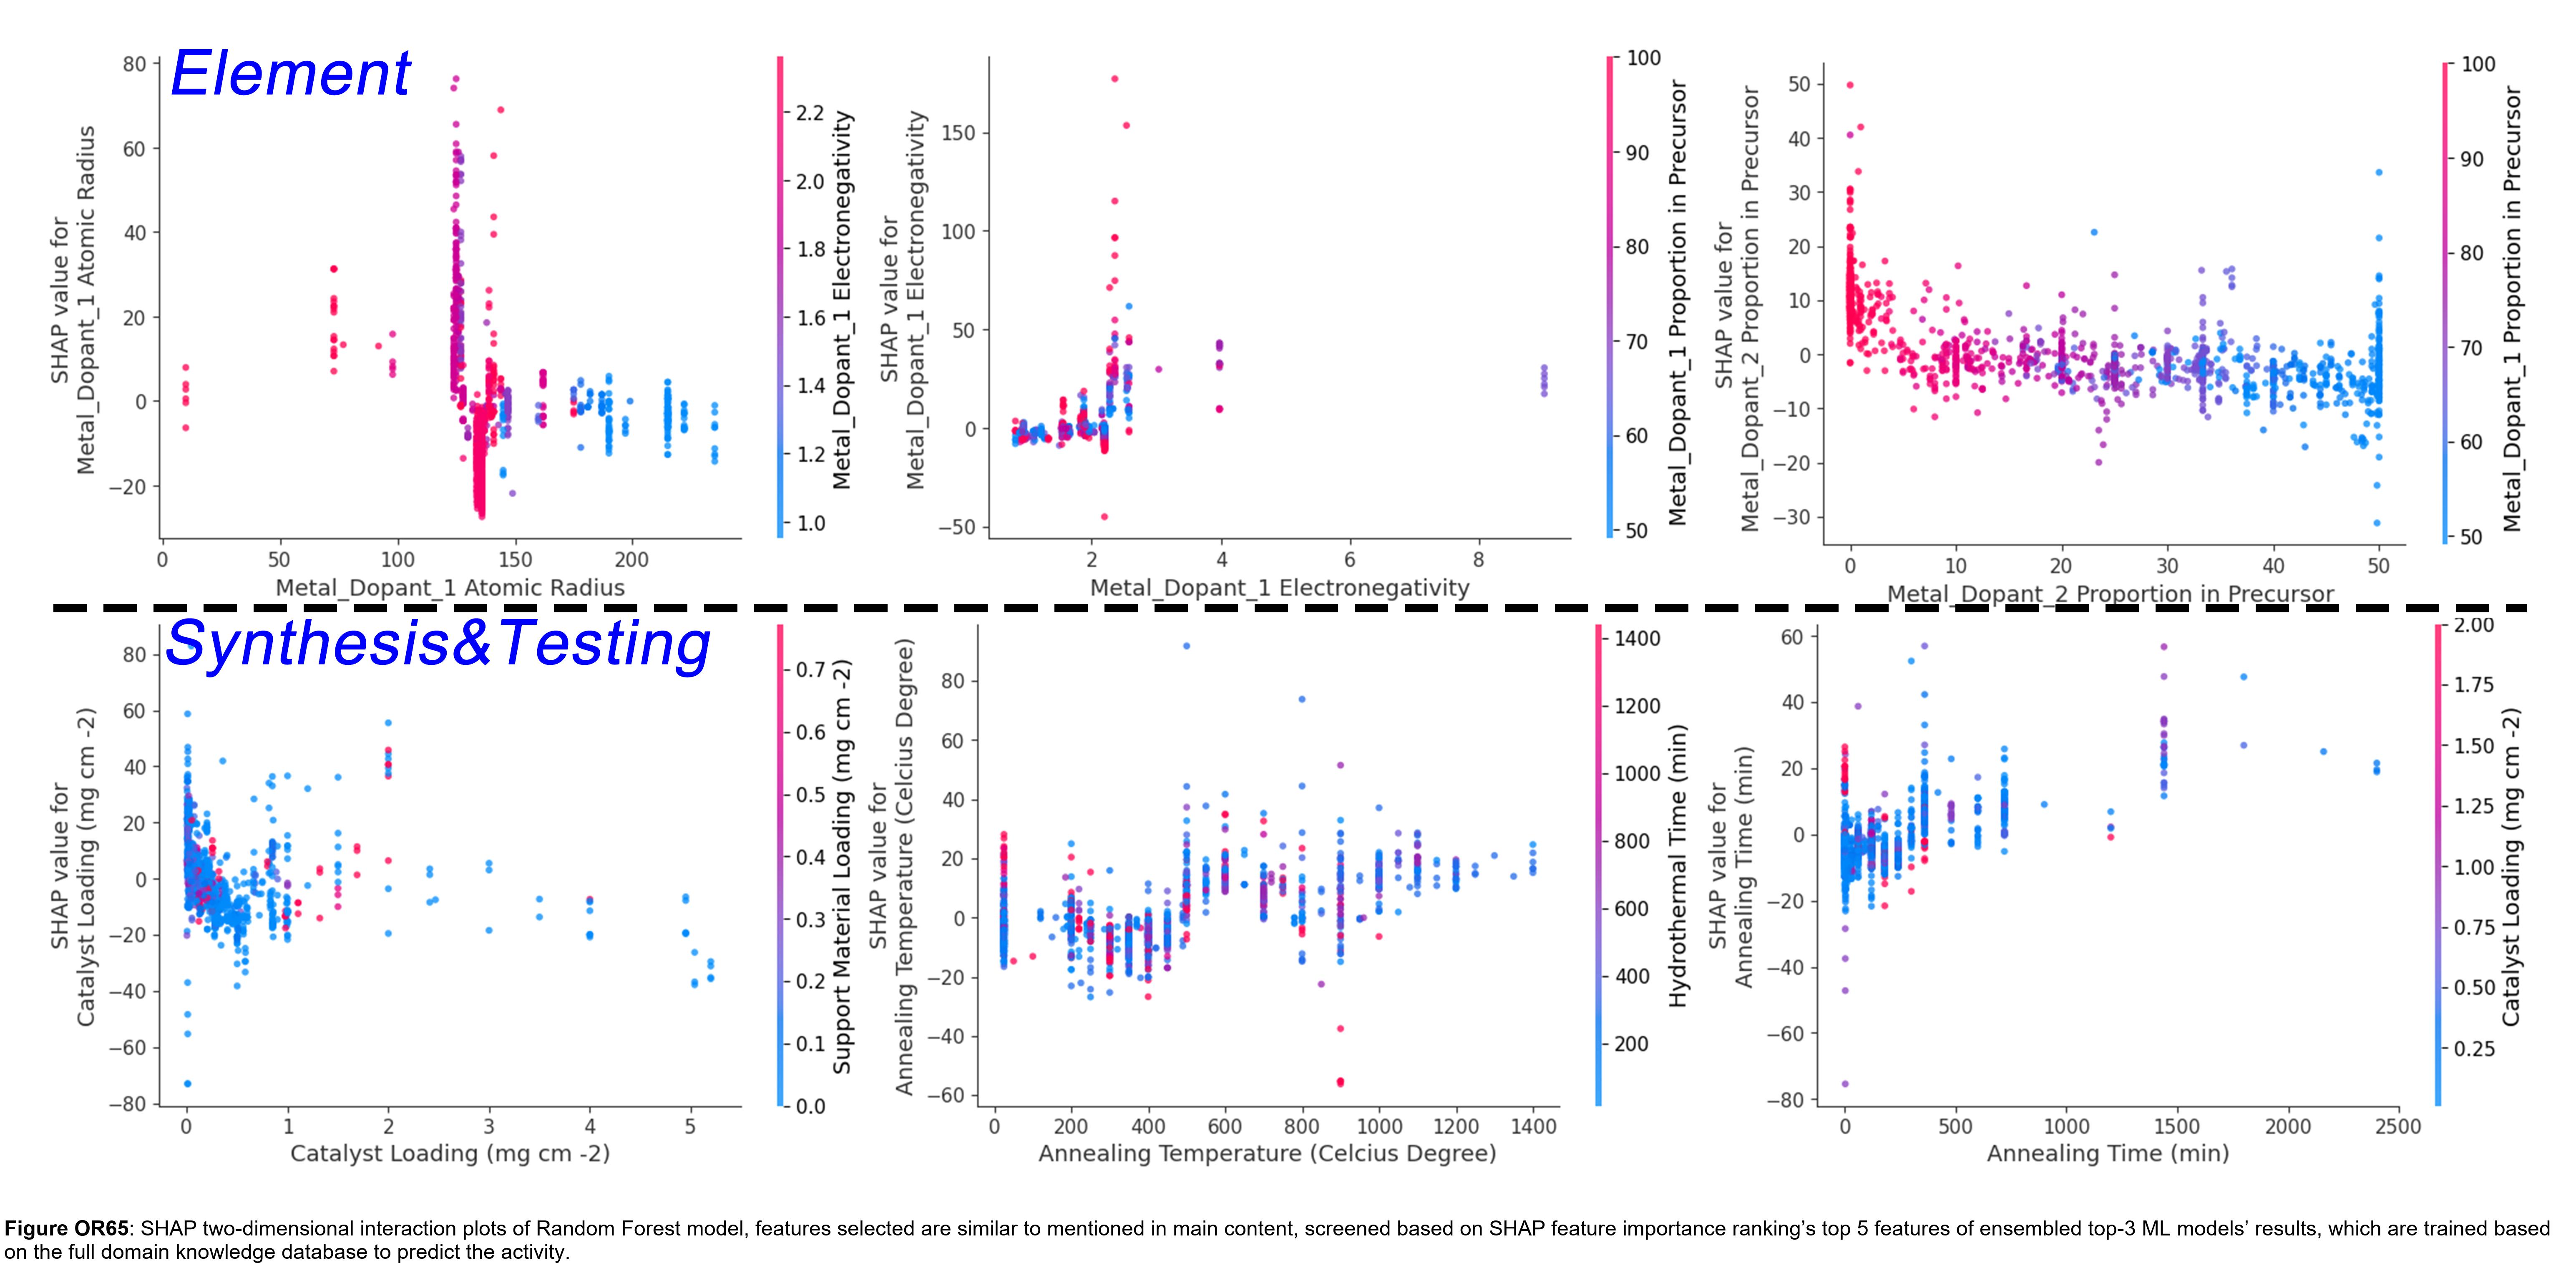 Element
80
60
40
20
0
−20
SHAP value for
Metal_Dopant_1 Atomic Radius
0 50 100 150 200
Metal_Dopant_1 Atomic Radius
2.2
2.0
1.8
1.6
1.4
1.2
1.0
Metal_Dopant_1 Electronegativity
150
100
50
0
−50
SHAP value for
Metal_Dopant_1 Electronegativity
2 4 6 8
Metal_Dopant_1 Electronegativity
100
90
80
70
60
50
Metal_Dopant_1 Proportion in Precursor
50
40
30
20
10
0
−10
−20
−30
SHAP value for
Metal_Dopant_2 Proportion in Precursor
0 10 20 30 40 50
Metal_Dopant_2 Proportion in Precursor
100
90
80
70
60
50
Metal_Dopant_1 Proportion in Precursor
Synthesis&Testing
80
60
40
20
0
−20
−40
−60
−80
SHAP value for
Catalyst Loading (mg cm -2)
0 1 2 3 4 5
Catalyst Loading (mg cm -2)
0.7
0.6
0.5
0.4
0.3
0.2
0.1
0.0
Support Material Loading (mg cm -2)
80
60
40
20
0
−20
−40
−60
SHAP value for
Annealing Temperature (Celcius Degree)
0 200 400 600 800 1000 1200 1400
Annealing Temperature (Celcius Degree)
1400
1200
1000
800
600
400
200
Hydrothermal Time (min)
60
40
20
0
−20
−40
−60
−80
SHAP value for
Annealing Time (min)
0 500 1000 1500 2000 2500
Annealing Time (min)
2.00
1.75
1.50
1.25
1.00
0.75
0.50
0.25
Catalyst Loading (mg cm -2)
Figure OR65: SHAP two-dimensional interaction plots of Random Forest model, features selected are similar to mentioned in main content, screened based on SHAP feature importance ranking’s top 5 features of ensembled top-3 ML models’ results, which are trained based
on the full domain knowledge database to predict the activity.